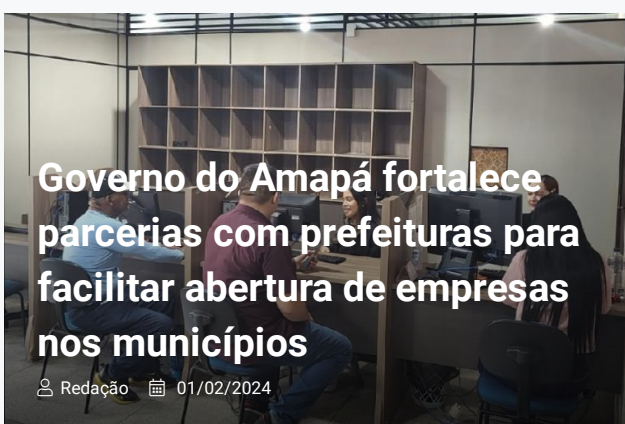 Governo do Amapá fortalece
parcerias com prefeituras para
facilitar abertura de empresas
nos municípios
Redação 01/02/2024